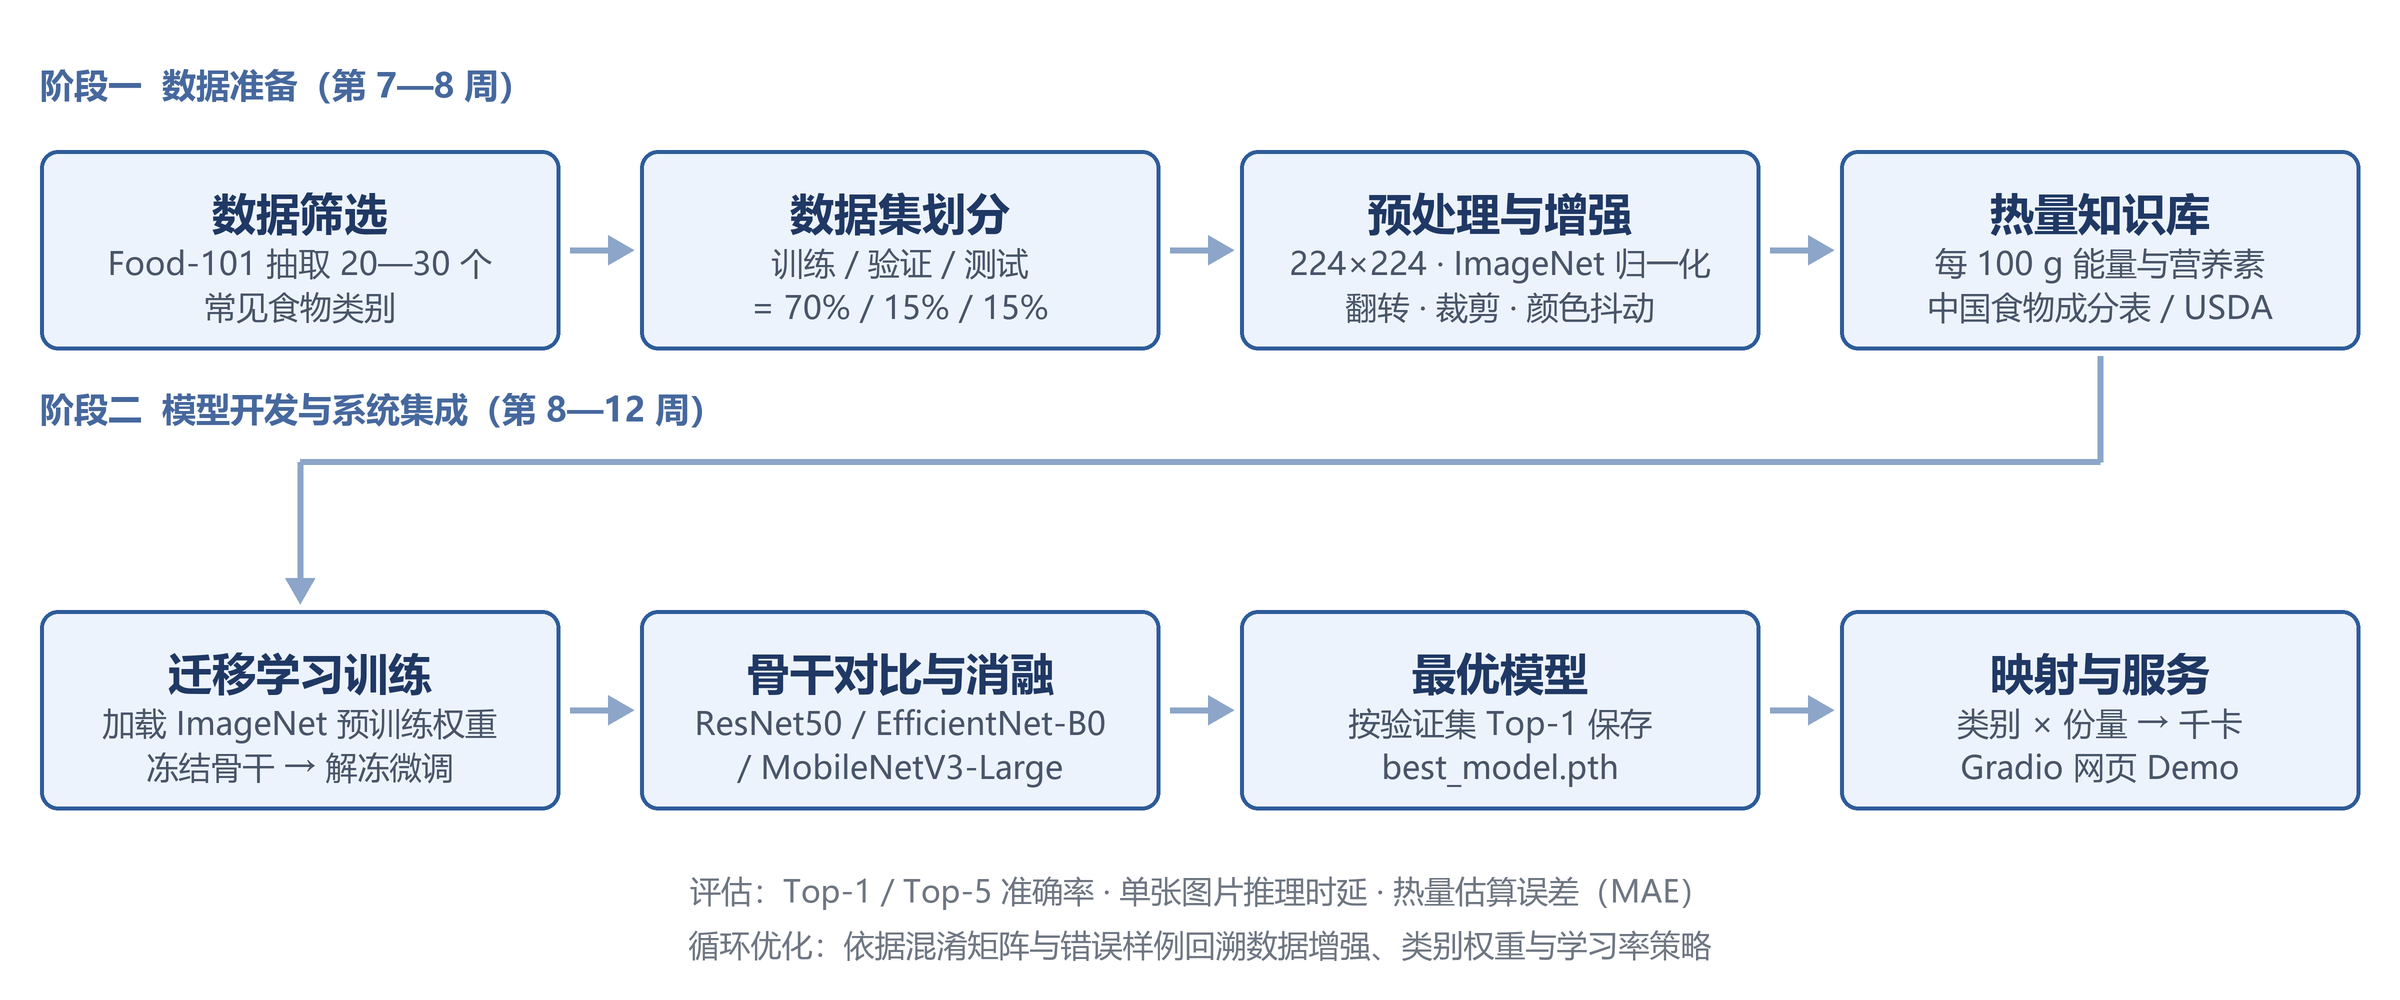 阶段一 数据准备（第 7—8 周）
数据筛选
Food-101 抽取 20—30 个
常见食物类别
数据集划分
训练 / 验证 / 测试
= 70% / 15% / 15%
预处理与增强
224×224 · ImageNet 归一化
翻转 · 裁剪 · 颜色抖动
热量知识库
每 100 g 能量与营养素
中国食物成分表 / USDA
阶段二 模型开发与系统集成（第 8—12 周）
迁移学习训练
加载 ImageNet 预训练权重
冻结骨干 → 解冻微调
骨干对比与消融
ResNet50 / EfficientNet-B0
/ MobileNetV3-Large
最优模型
按验证集 Top-1 保存
best_model.pth
映射与服务
类别 × 份量 → 千卡
Gradio 网页 Demo
评估：Top-1 / Top-5 准确率 · 单张图片推理时延 · 热量估算误差（MAE）
循环优化：依据混淆矩阵与错误样例回溯数据增强、类别权重与学习率策略